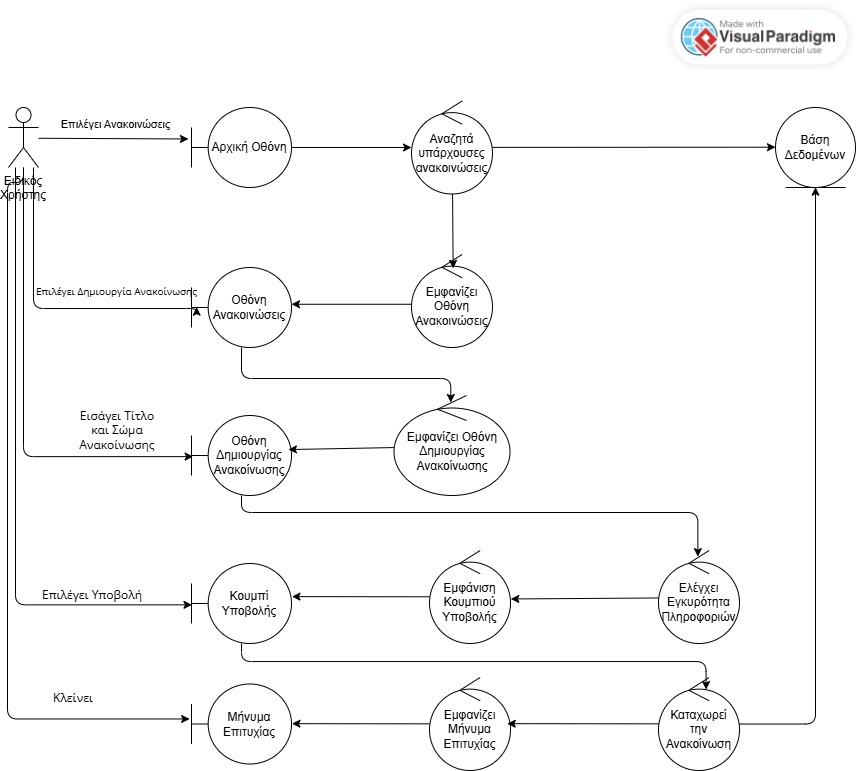 Made with
VisualParadigm
For non-commercial use
Επιλέγει Ανακοινώσεις
Αρχική Οθόνη
Αναζητά
υπάρχουσες
ανακοινώσεις
Βάση
Δεδομένων
Ειδικός
Χρήστης
Επιλέγει Δημιουργία Ανακοίνωσης
Οθόνη
Ανακοινώσεις
Εμφανίζει
Οθόνη
Ανακοινώσεις
Εισάγει Τίτλο
και Σώμα
Ανακοίνωσης
Οθόνη
Δημιουργίας
Ανακοίνωσης
Εμφανίζει Οθόνη
Δημιουργίας
Ανακοίνωσης
Επιλέγει Υποβολή
Κουμπί
Υποβολής
Εμφάνιση
Κουμπιού
Υποβολής
Ελέγχει
Εγκυρότητα
Πληροφοριών
Κλείνει
Μήνυμα
Επιτυχίας
Εμφανίζει
Μήνυμα
Επιτυχίας
Καταχωρεί
την
Ανακοίνωση